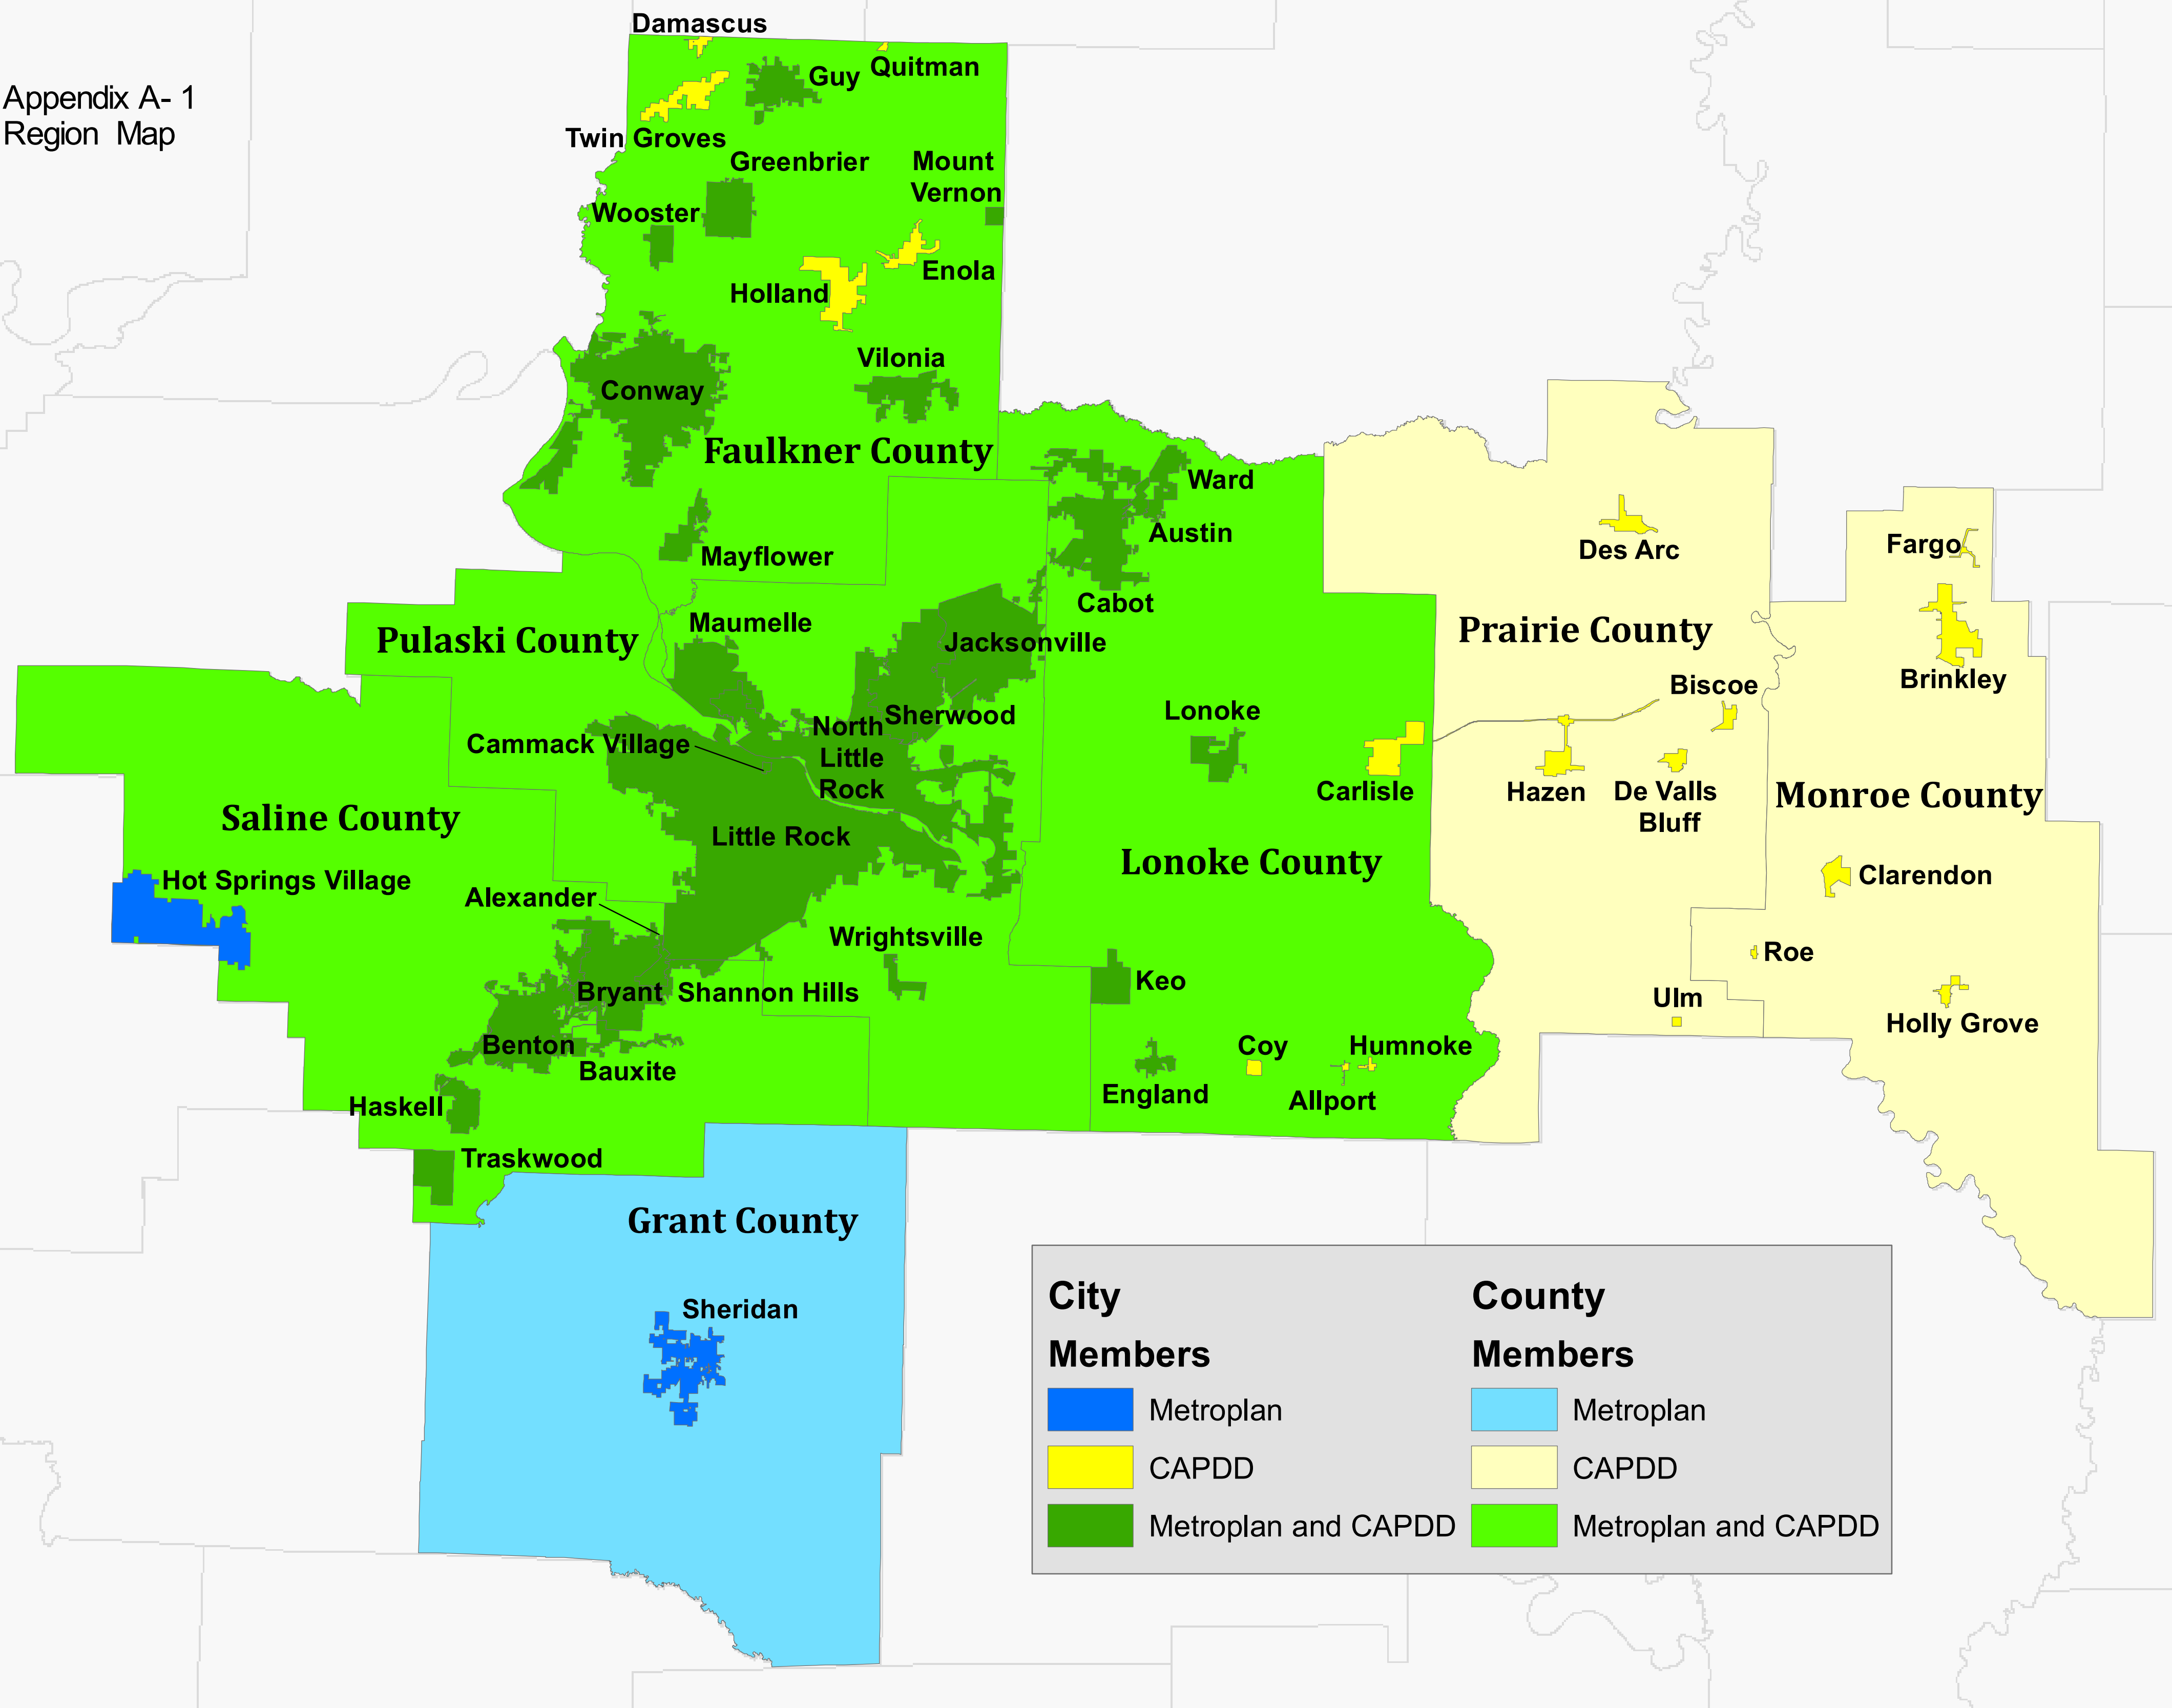 Appendix A- 1
Region Map
Damascus
Quitman
Guy
Twin Groves
Greenbrier
Mount
Vernon
Wooster
Enola
Holland
Vilonia
Conway
Faulkner County
Ward
Austin
Mayflower
Cabot
Des Arc
Fargo
Maumelle
Pulaski County
Jacksonville
Prairie County
Brinkley
Biscoe
Lonoke
Sherwood
North
Little
Rock
Cammack Village
Carlisle
Hazen
De Valls
Bluff
Monroe County
Saline County
Little Rock
Lonoke County
Clarendon
Hot Springs Village
Alexander
Wrightsville
Roe
Keo
Bryant
Shannon Hills
Ulm
Holly Grove
Benton
Bauxite
Coy
Humnoke
England
Allport
Haskell
Traskwood
Grant County
Sheridan
City
Members
Metroplan
CAPDD
Metroplan and CAPDD
County
Members
Metroplan
CAPDD
Metroplan and CAPDD